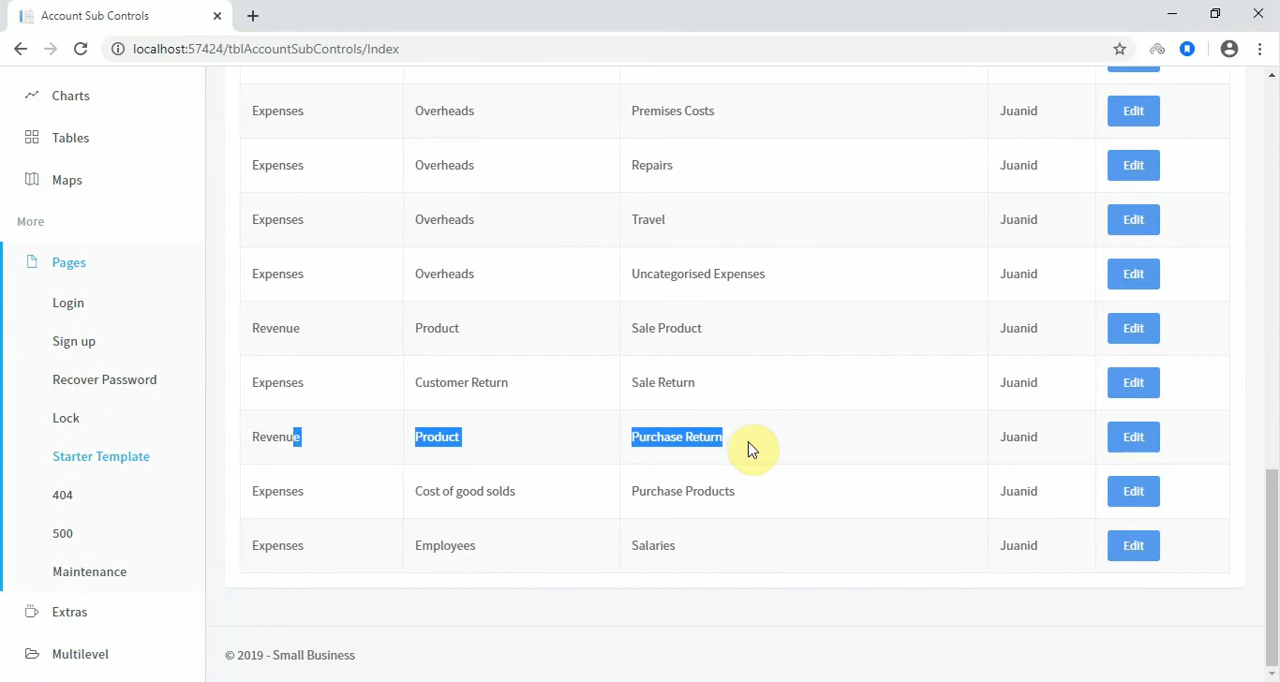 Account Sub Controls
localhost:57424/tblAccountSubControls/Index
Charts
Tables
Maps
More
Pages
Login
Sign up
Recover Password
Lock
Starter Template
404
500
Maintenance
Extras
Multilevel
Expenses Overheads Premises Costs Juanid Edit
Expenses Overheads Repairs Juanid Edit
Expenses Overheads Travel Juanid Edit
Expenses Overheads Uncategorised Expenses Juanid Edit
Revenue Product Sale Product Juanid Edit
Expenses Customer Return Sale Return Juanid Edit
Revenue Product Purchase Return Juanid Edit
Expenses Cost of good solds Purchase Products Juanid Edit
Expenses Employees Salaries Juanid Edit
© 2019 - Small Business